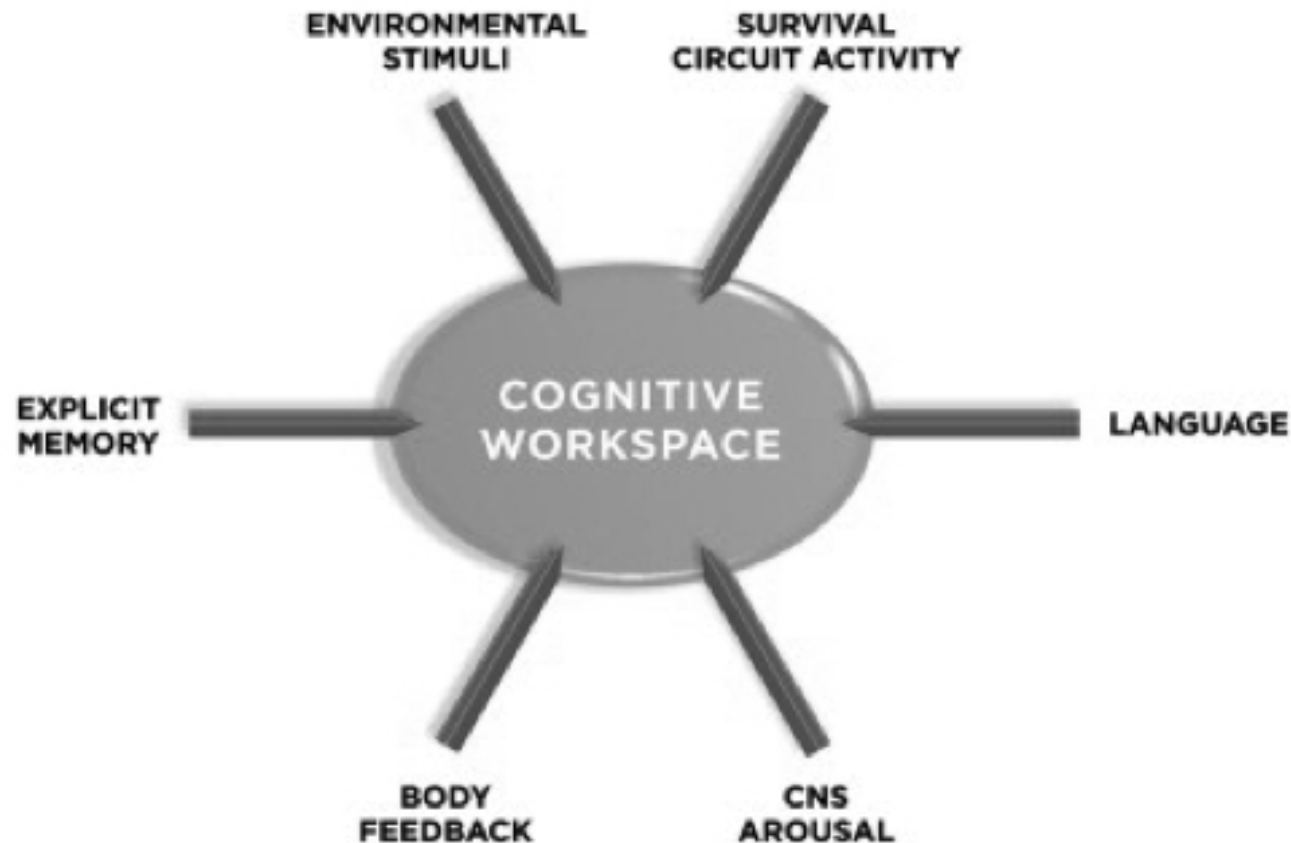 ENVIRONMENTAL
STIMULI
SURVIVAL
CIRCUIT ACTIVITY
EXPLICIT
MEMORY
COGNITIVE
WORKSPACE
LANGUAGE
BODY
FEEDBACK
CNS
AROUSAL